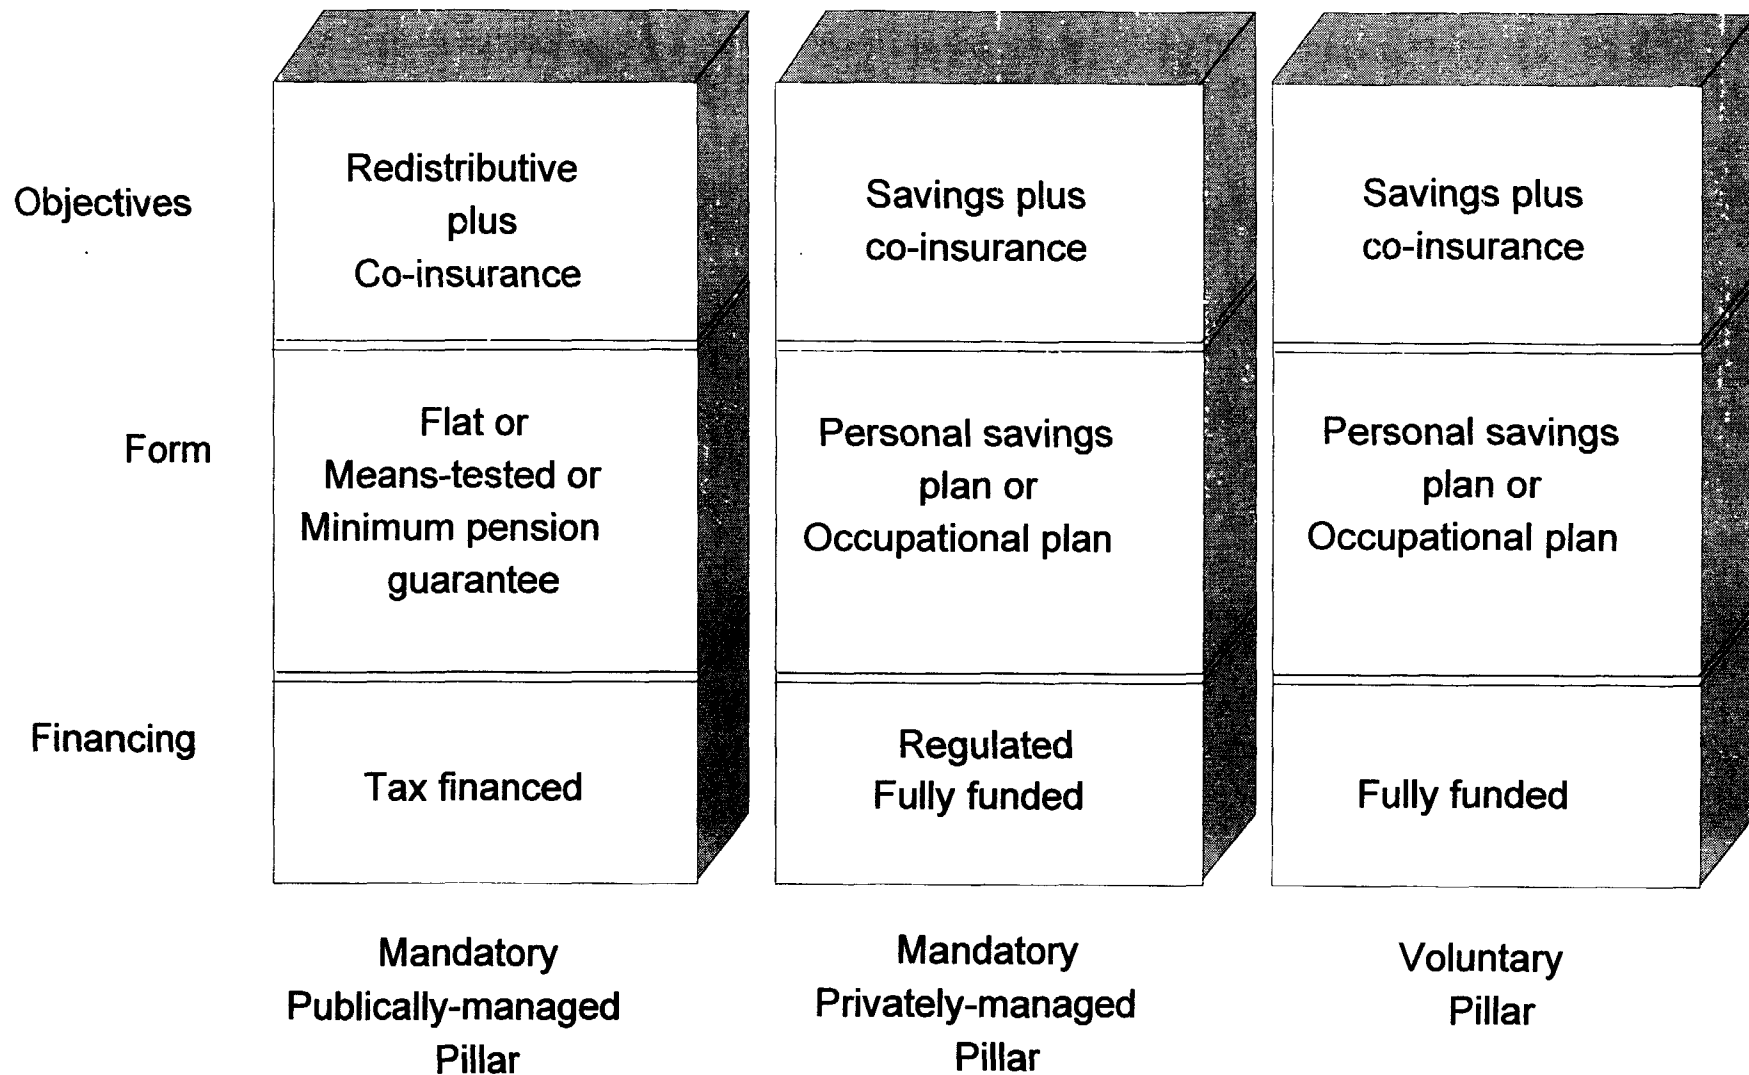 Objectives
Redistributive
plus
Co-insurance
Savings plus
co-insurance
Savings plus
co-insurance
Form
Flat or
Means-tested or
Minimum pension
guarantee
Personal savings
plan or
Occupational plan
Personal savings
plan or
Occupational plan
Financing
Tax financed
Regulated
Fully funded
Fully funded
Mandatory
Publically-managed
Pillar
Mandatory
Privately-managed
Pillar
Voluntary
Pillar